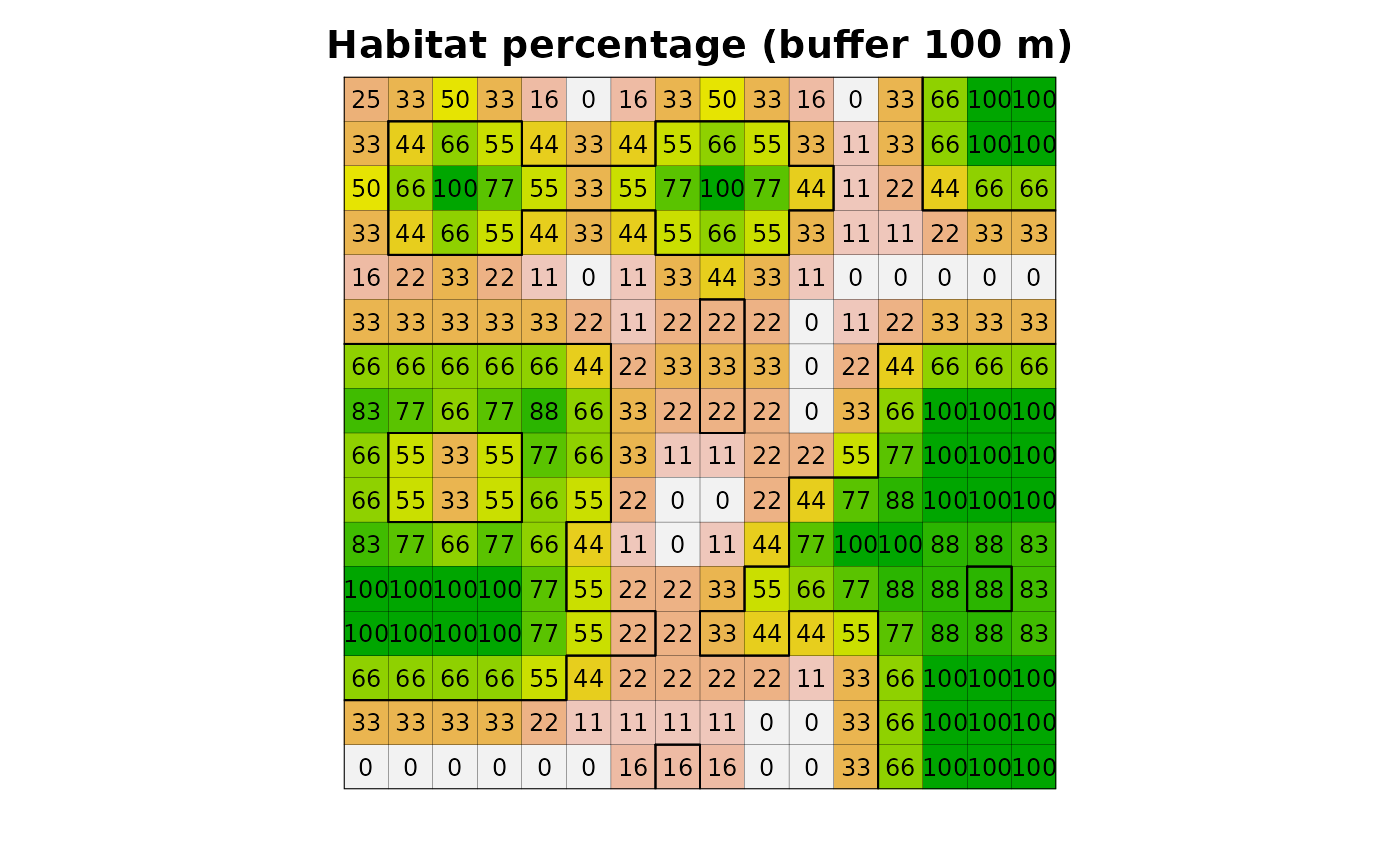 Habitat percentage (buffer 100 m)
25 33 50 33 16 0 16 33 50 33 16 0 33 66 100 100
33 44 66 55 44 33 44 55 66 55 33 11 33 66 100 100
50 66 100 77 55 33 55 77 100 77 44 11 22 44 66 66
33 44 66 55 44 33 44 55 66 55 33 11 11 22 33 33
16 22 33 22 11 0 11 33 44 33 11 0 0 0 0 0
33 33 33 33 33 22 11 22 22 22 0 11 22 33 33 33
66 66 66 66 66 44 22 33 33 33 0 22 44 66 66 66
83 77 66 77 88 66 33 22 22 22 0 33 66 100 100 100
66 55 33 55 77 66 33 11 11 22 22 55 77 100 100 100
66 55 33 55 66 55 22 0 0 22 44 77 88 100 100 100
83 77 66 77 66 44 11 0 11 44 77 100 100 88 88 83
100 100 100 100 77 55 22 22 33 55 66 77 88 88 88 83
100 100 100 100 77 55 22 22 33 44 44 55 77 88 88 83
66 66 66 66 55 44 22 22 22 22 11 33 66 100 100 100
33 33 33 33 22 11 11 11 11 0 0 33 66 100 100 100
0 0 0 0 0 0 16 16 16 0 0 33 66 100 100 100